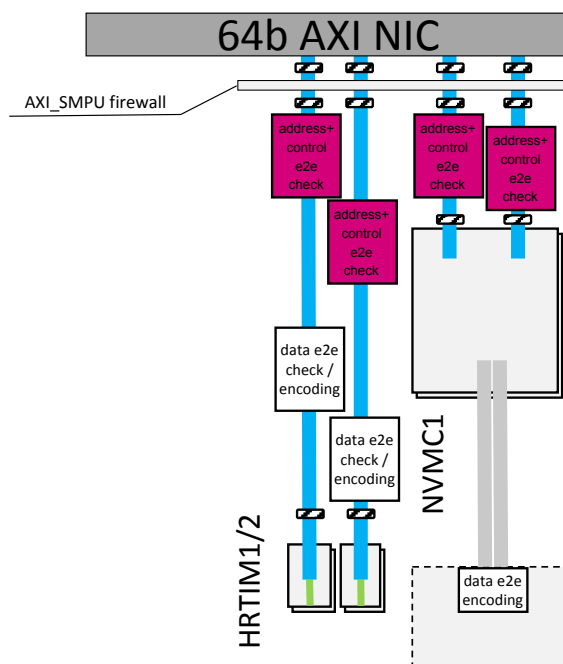 64b AXI NIC
AXI_SMPU firewall
address+
control
e2e
check
address+
control
e2e
check
address+
control
e2e
check
address+
control
e2e
check
data e2e
check /
encoding
data e2e
check /
encoding
NVMC1
HRTIM1/2
data e2e
encoding